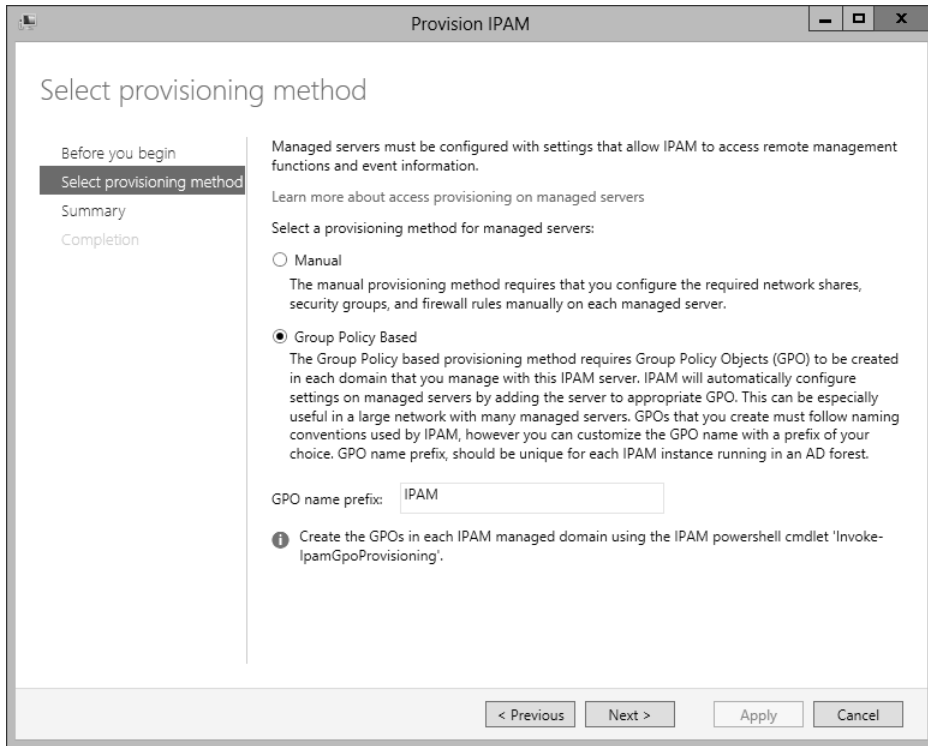 Provision IPAM
Select provisioning method
Before you begin
Select provisioning method
Summary
Completion
Managed servers must be configured with settings that allow IPAM to access remote management
functions and event information.
Learn more about access provisioning on managed servers
Select a provisioning method for managed servers:
Manual
The manual provisioning method requires that you configure the required network shares,
security groups, and firewall rules manually on each managed server.
Group Policy Based
The Group Policy based provisioning method requires Group Policy Objects (GPO) to be created
in each domain that you manage with this IPAM server. IPAM will automatically configure
settings on managed servers by adding the server to appropriate GPO. This can be especially
useful in a large network with many managed servers. GPOs that you create must follow naming
conventions used by IPAM, however you can customize the GPO name with a prefix of your
choice. GPO name prefix, should be unique for each IPAM instance running in an AD forest.
GPO name prefix: IPAM
Create the GPOs in each IPAM managed domain using the IPAM powershell cmdlet 'Invoke-
IpamGpoProvisioning'.
< Previous Next > Apply Cancel